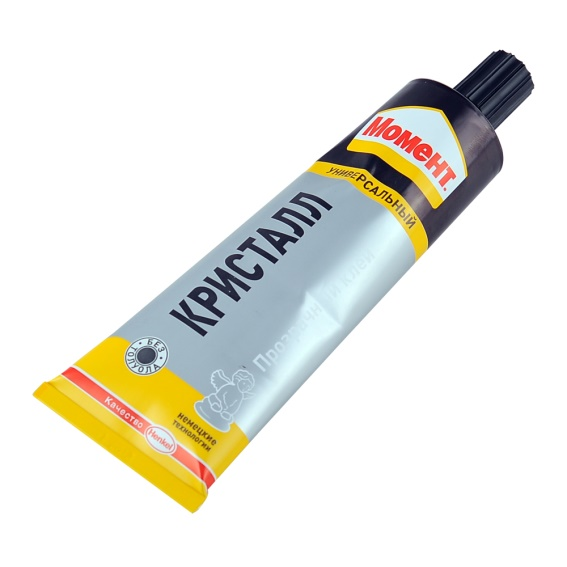 Момент
УНИВЕРСАЛЬНЫЙ
КРИСТАЛЛ
Прозрачный клей
БЕЗ
ТОЛУОЛА
немецкие
технологии
Качество
Henkel